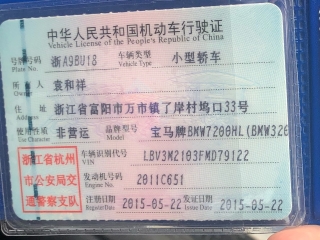 中华人民共和国机动车行驶证
Vehicle License of the People's Republic of China
号牌号码 浙A9BU18 车辆类型 小型轿车
Plate No. Vehicle Type
所有人 袁和祥
Owner
住址 浙江省富阳市万市镇了岸村坞口33号
Address
使用性质 非营运 品牌型号 宝马牌BMW7200HL(BMW320
Use Character Model
浙江省杭州市公安局交通警察支队
车辆识别代号 LBV3M2103FMD79122
VIN
发动机号码 2011C651
Engine No.
注册日期 2015-05-22 发证日期 2015-05-22
Register Date Issue Date